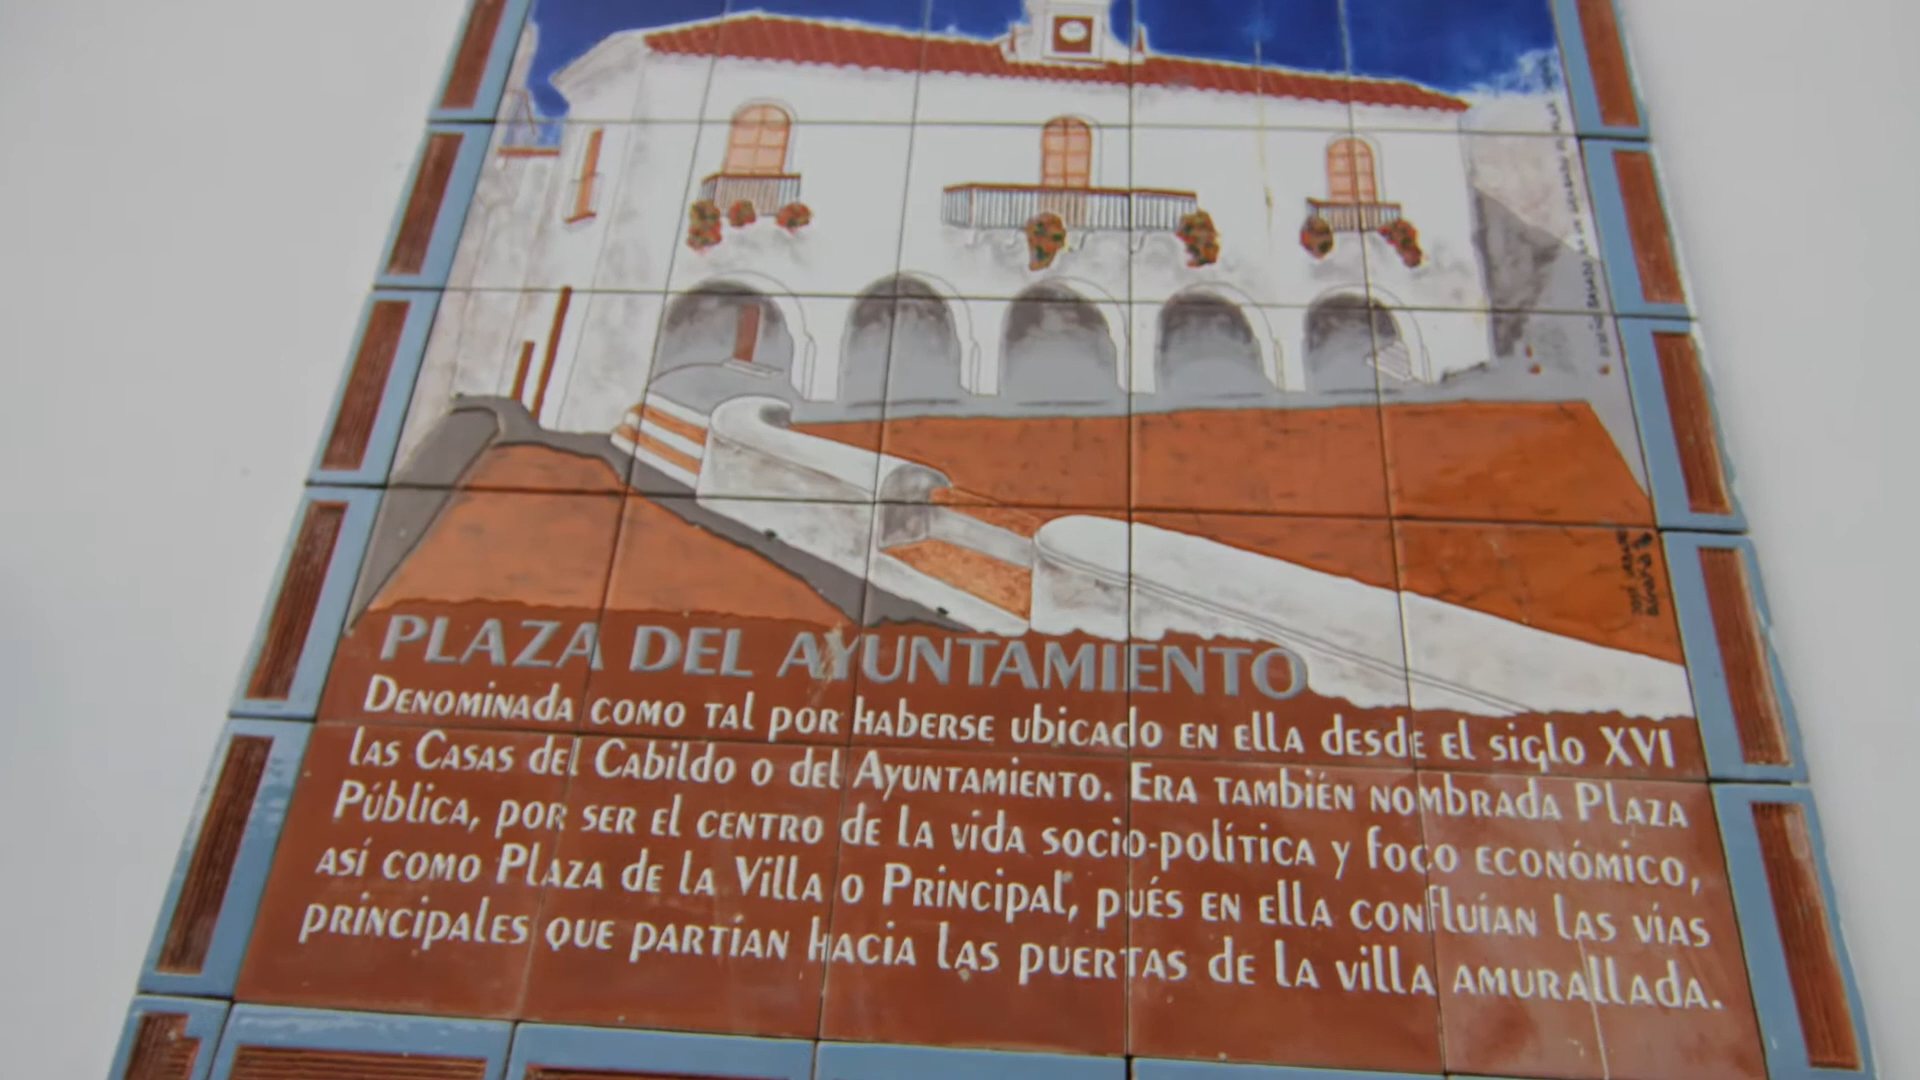 PLAZA DEL AYUNTAMIENTO
Denominada como tal por haberse ubicado en ella desde el siglo XVI
las Casas del Cabildo o del Ayuntamiento. Era también nombrada Plaza
Pública, por ser el centro de la vida socio-política y foco económico,
así como Plaza de la Villa o Principal, pués en ella confluían las vías
principales que partían hacia las puertas de la villa amurallada.